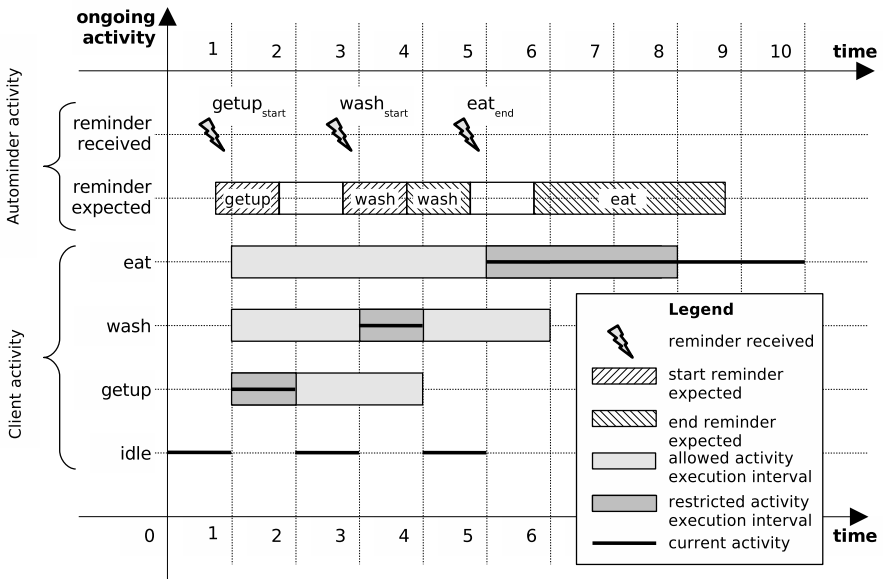 ongoing
activity
1 2 3 4 5 6 7 8 9 10 time
Autominder activity
getup start wash start eat end
reminder
received
reminder
expected
getup wash wash eat
Client activity
eat
wash
getup
idle
0 1 2 3 4 5 6 time
Legend
reminder received
start reminder
expected
end reminder
expected
allowed activity
execution interval
restricted activity
execution interval
current activity